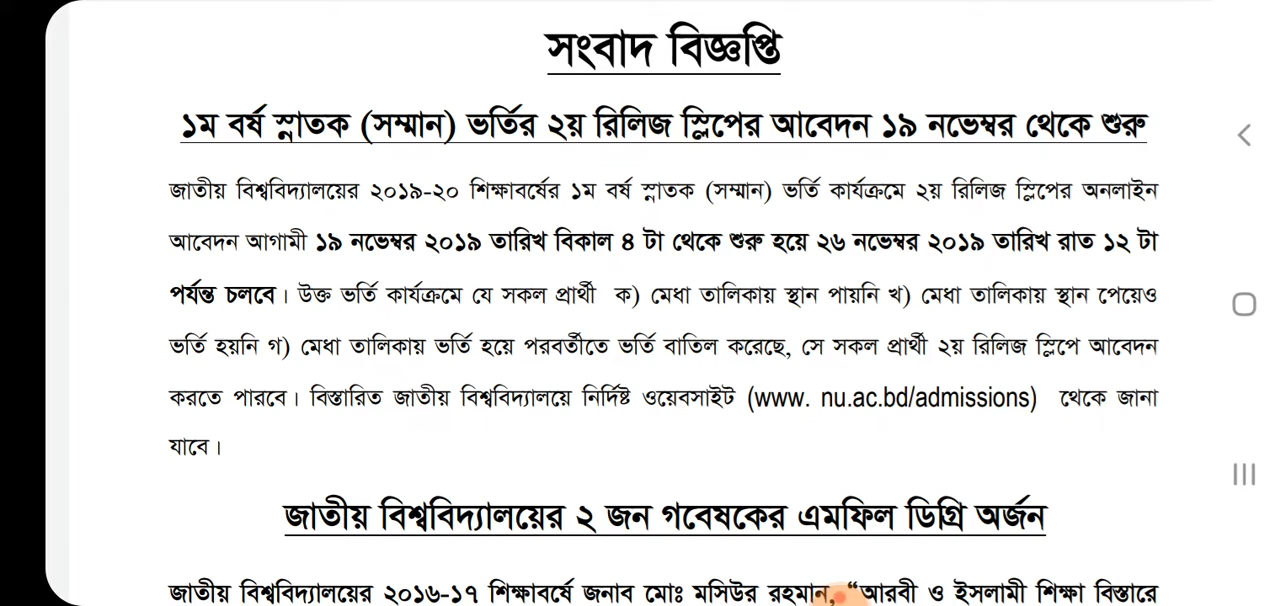 সংবাদ বিজ্ঞপ্তি
১ম বর্ষ স্নাতক (সম্মান) ভর্তির ২য় রিলিজ স্লিপের আবেদন ১৯ নভেম্বর থেকে শুরু
জাতীয় বিশ্ববিদ্যালয়ের ২০১৯-২০ শিক্ষাবর্ষের ১ম বর্ষ স্নাতক (সম্মান) ভর্তি কার্যক্রমে ২য় রিলিজ স্লিপের অনলাইন
আবেদন আগামী ১৯ নভেম্বর ২০১৯ তারিখ বিকাল ৪ টা থেকে শুরু হয়ে ২৬ নভেম্বর ২০১৯ তারিখ রাত ১২ টা
পর্যন্ত চলবে। উক্ত ভর্তি কার্যক্রমে যে সকল প্রার্থী ক) মেধা তালিকায় স্থান পায়নি খ) মেধা তালিকায় স্থান পেয়েও
ভর্তি হয়নি গ) মেধা তালিকায় ভর্তি হয়ে পরবর্তীতে ভর্তি বাতিল করেছে, সে সকল প্রার্থী ২য় রিলিজ স্লিপে আবেদন
করতে পারবে। বিস্তারিত জাতীয় বিশ্ববিদ্যালয়ে নির্দিষ্ট ওয়েবসাইট (www. nu.ac.bd/admissions) থেকে জানা
যাবে।
জাতীয় বিশ্ববিদ্যালয়ের ২ জন গবেষকের এমফিল ডিগ্রি অর্জন
জাতীয় বিশ্ববিদ্যালয়ের ২০১৬-১৭ শিক্ষাবর্ষে জনাব মোঃ মসিউর রহমান, “আরবী ও ইসলামী শিক্ষা বিস্তারে